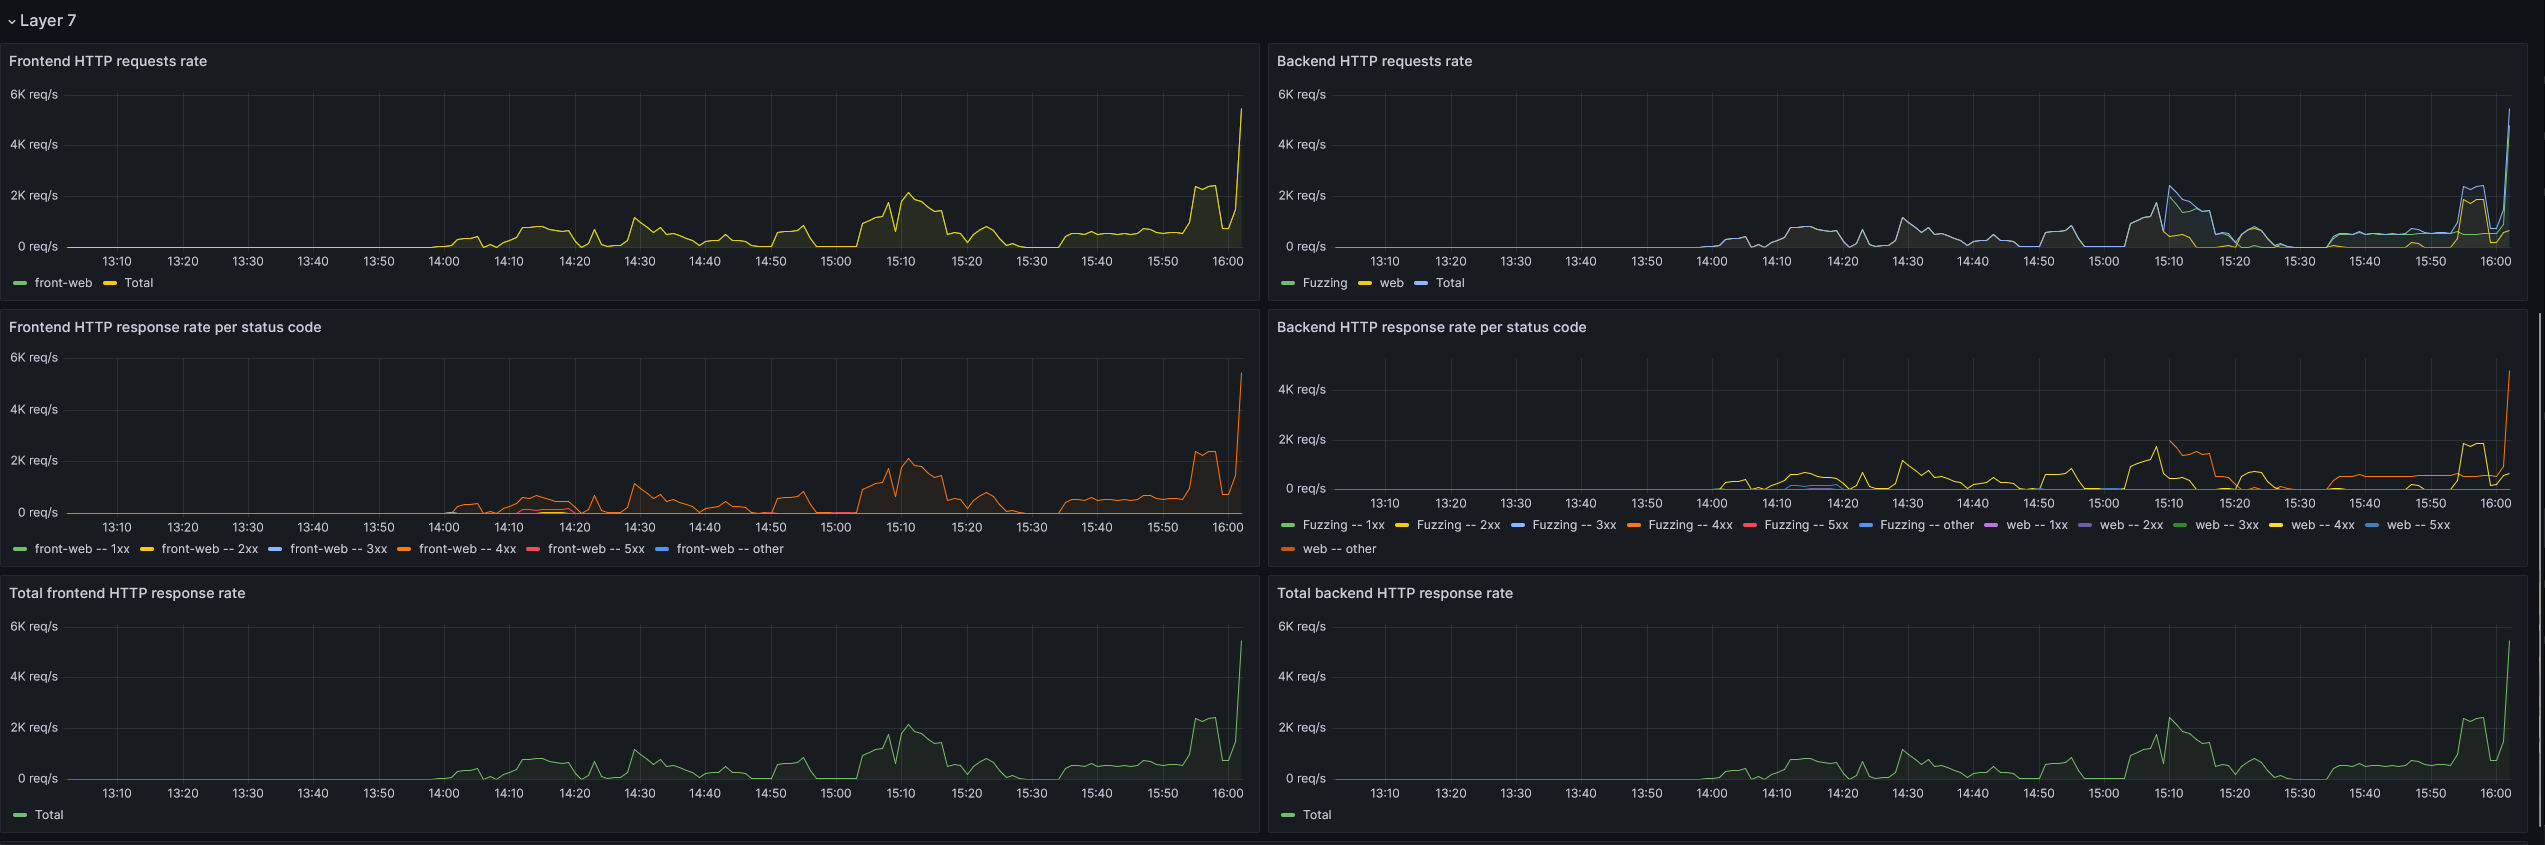 Layer 7
Frontend HTTP requests rate
6K req/s
4K req/s
2K req/s
0 req/s
13:10 13:20 13:30 13:40 13:50 14:00 14:10 14:20 14:30 14:40 14:50 15:00 15:10 15:20 15:30 15:40 15:50 16:00
front-web Total
Backend HTTP requests rate
6K req/s
4K req/s
2K req/s
0 req/s
13:10 13:20 13:30 13:40 13:50 14:00 14:10 14:20 14:30 14:40 14:50 15:00 15:10 15:20 15:30 15:40 15:50 16:00
Fuzzing web Total
Frontend HTTP response rate per status code
6K req/s
4K req/s
2K req/s
0 req/s
13:10 13:20 13:30 13:40 13:50 14:00 14:10 14:20 14:30 14:40 14:50 15:00 15:10 15:20 15:30 15:40 15:50 16:00
front-web -- 1xx front-web -- 2xx front-web -- 3xx front-web -- 4xx front-web -- 5xx front-web -- other
Backend HTTP response rate per status code
4K req/s
2K req/s
0 req/s
13:10 13:20 13:30 13:40 13:50 14:00 14:10 14:20 14:30 14:40 14:50 15:00 15:10 15:20 15:30 15:40 15:50 16:00
Fuzzing -- 1xx Fuzzing -- 2xx Fuzzing -- 3xx Fuzzing -- 4xx Fuzzing -- 5xx Fuzzing -- other web -- 1xx web -- 2xx web -- 3xx web -- 4xx web -- 5xx
web -- other
Total frontend HTTP response rate
6K req/s
4K req/s
2K req/s
0 req/s
13:10 13:20 13:30 13:40 13:50 14:00 14:10 14:20 14:30 14:40 14:50 15:00 15:10 15:20 15:30 15:40 15:50 16:00
Total
Total backend HTTP response rate
6K req/s
4K req/s
2K req/s
0 req/s
13:10 13:20 13:30 13:40 13:50 14:00 14:10 14:20 14:30 14:40 14:50 15:00 15:10 15:20 15:30 15:40 15:50 16:00
Total